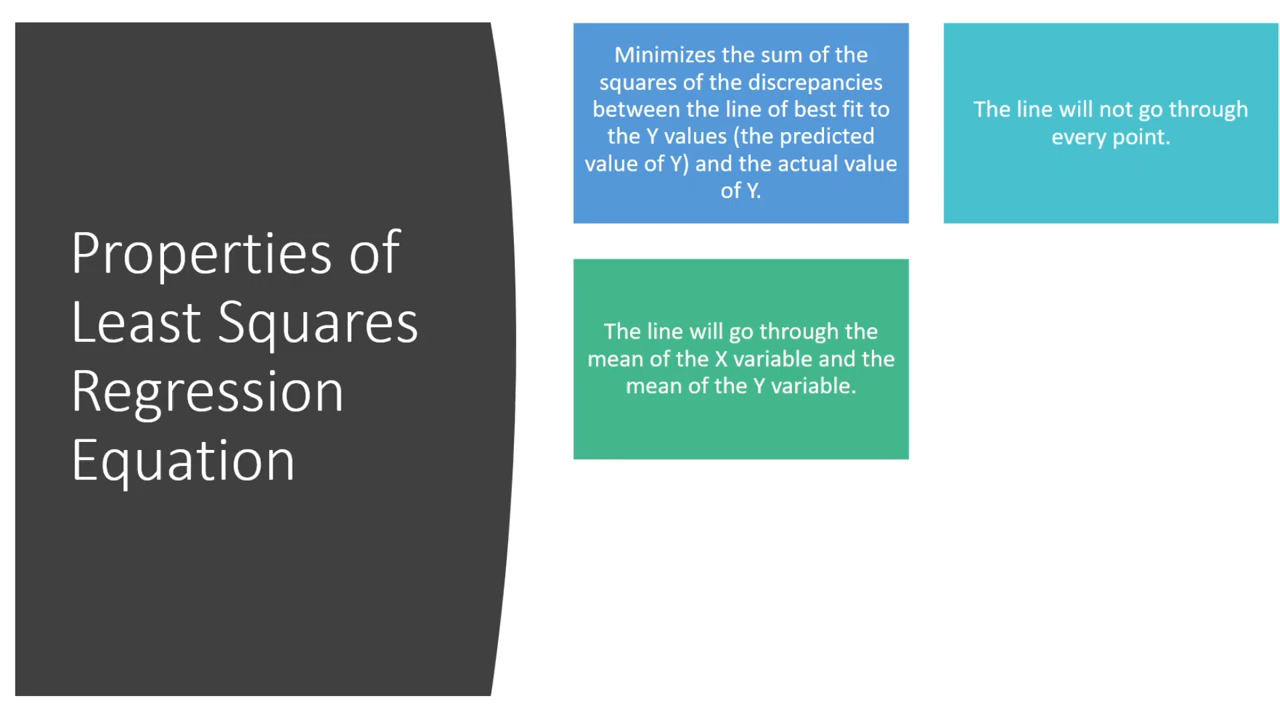 Properties of
Least Squares
Regression
Equation
Minimizes the sum of the
squares of the discrepancies
between the line of best fit to
the Y values (the predicted
value of Y) and the actual value
of Y.
The line will not go through
every point.
The line will go through the
mean of the X variable and the
mean of the Y variable.